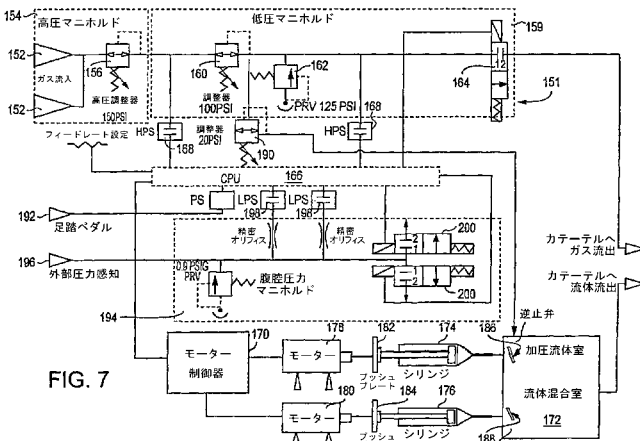 154
高圧マニホルド
低圧マニホルド
159
152
ガス流入
152
156
高圧調整器
150PSI
160
調整器
100PSI
162
PRV 125 PSI
164
12
151
HPS
168
フィードレート設定
調整器
20PSI
190
HPS
168
CPU
166
PS
LPS
198
LPS
198
192
足踏ペダル
精密
オリフィス
精密
オリフィス
2
1
200
2
1
200
196
外部圧力感知
0.9 PSIG
PRV
腹腔圧力
マニホルド
194
カテーテルへ
ガス流出
カテーテルへ
流体流出
170
モーター
制御器
178
モーター
182
プッシュ
プレート
174
シリンジ
186
逆止弁
加圧流体室
流体混合室
172
180
モーター
184
プッシュ
176
シリンジ
188
FIG. 7